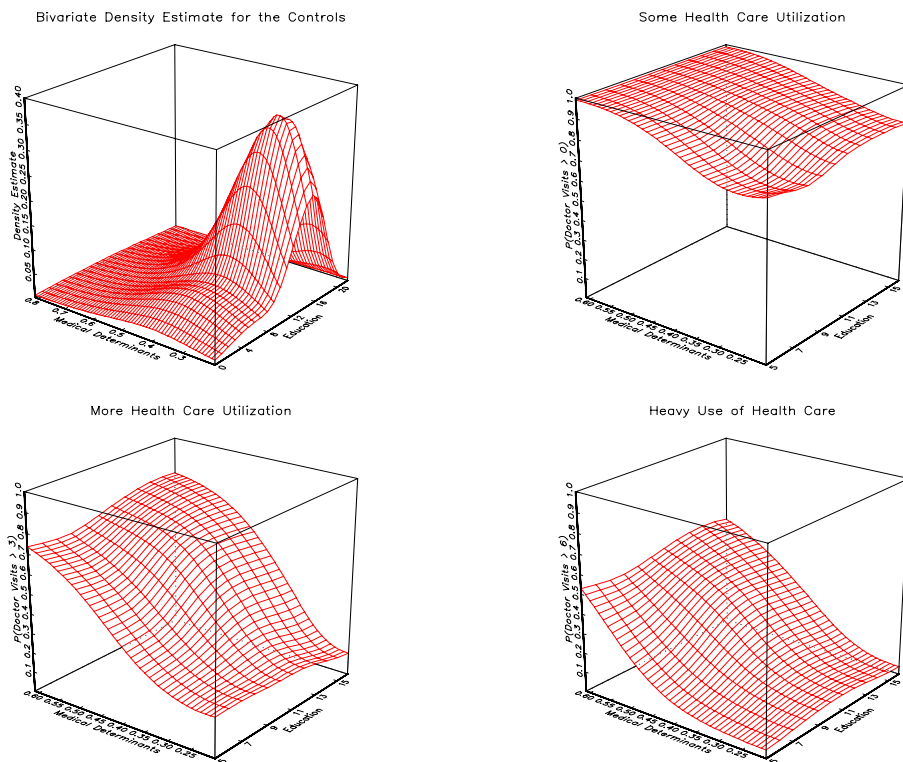 Bivariate Density Estimate for the Controls
Density Estimate
0.05 0.10 0.15 0.20 0.25 0.30 0.35 0.40
0.8 0.7 0.6 0.5 0.4 0.3
Medical Determinants
0 4 8 12 16 20
Education
Some Health Care Utilization
P(Doctor Visits > 0)
0.1 0.2 0.3 0.4 0.5 0.6 0.7 0.8 0.9 1.0
0.60 0.55 0.50 0.45 0.40 0.35 0.30 0.25
Medical Determinants
5 7 9 11 13 15
Education
More Health Care Utilization
P(Doctor Visits > 3)
0.1 0.2 0.3 0.4 0.5 0.6 0.7 0.8 0.9 1.0
0.60 0.55 0.50 0.45 0.40 0.35 0.30 0.25
Medical Determinants
7 9 11 13 15
Education
Heavy Use of Health Care
P(Doctor Visits > 6)
0.1 0.2 0.3 0.4 0.5 0.6 0.7 0.8 0.9 1.0
0.60 0.55 0.50 0.45 0.40 0.35 0.30 0.25
Medical Determinants
7 9 11 13 15
Education